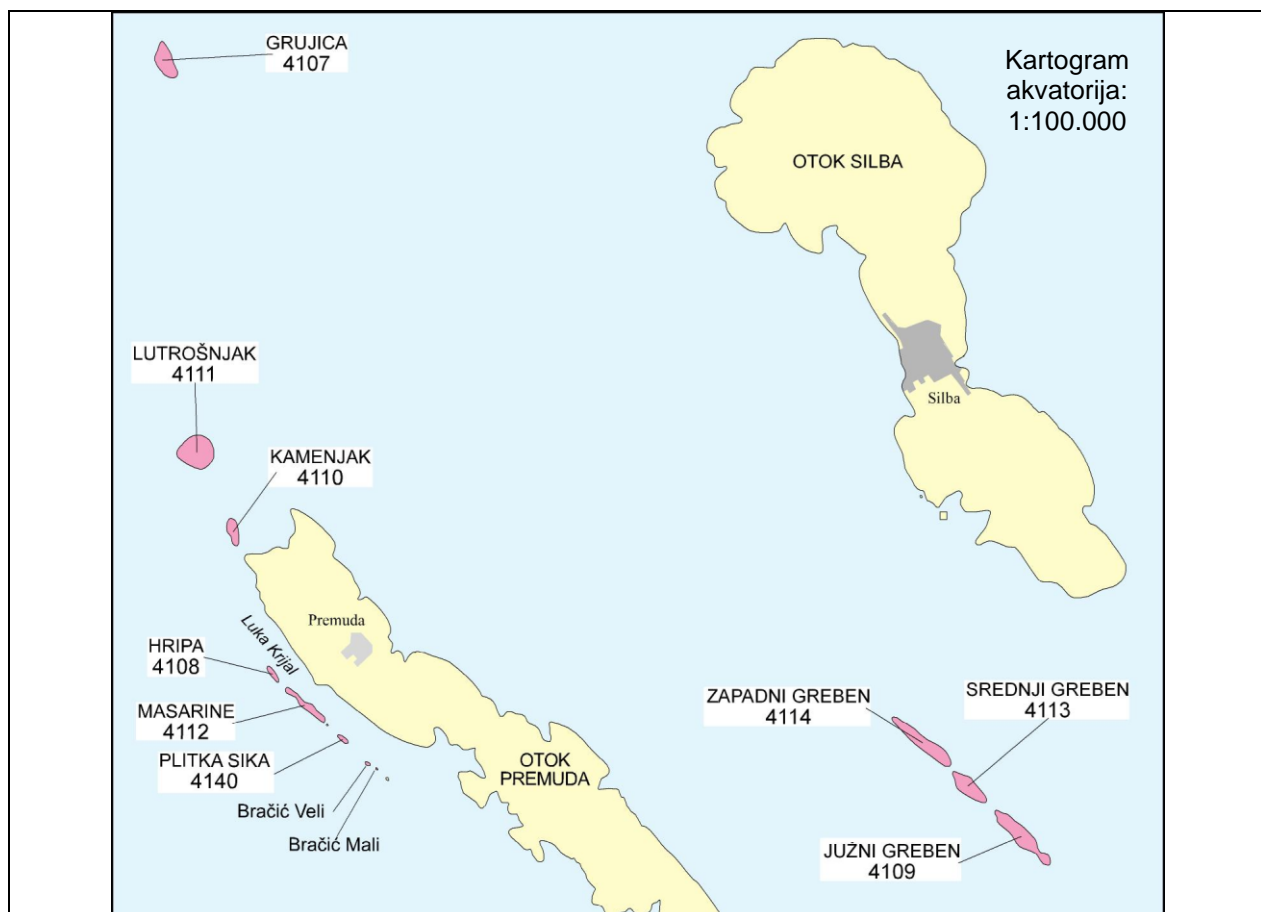 GRUJICA
4107
Kartogram
akvatorija:
1:100.000
OTOK SILBA
LUTROŠNJAK
4111
Silba
KAMENJAK
4110
Premuda
Luka Krijal
HRIPA
4108
MASARINE
4112
PLITKA SIKA
4140
Bračić Veli
Bračić Mali
OTOK
PREMUDA
ZAPADNI GREBEN
4114
SREDNJI GREBEN
4113
JUŽNI GREBEN
4109